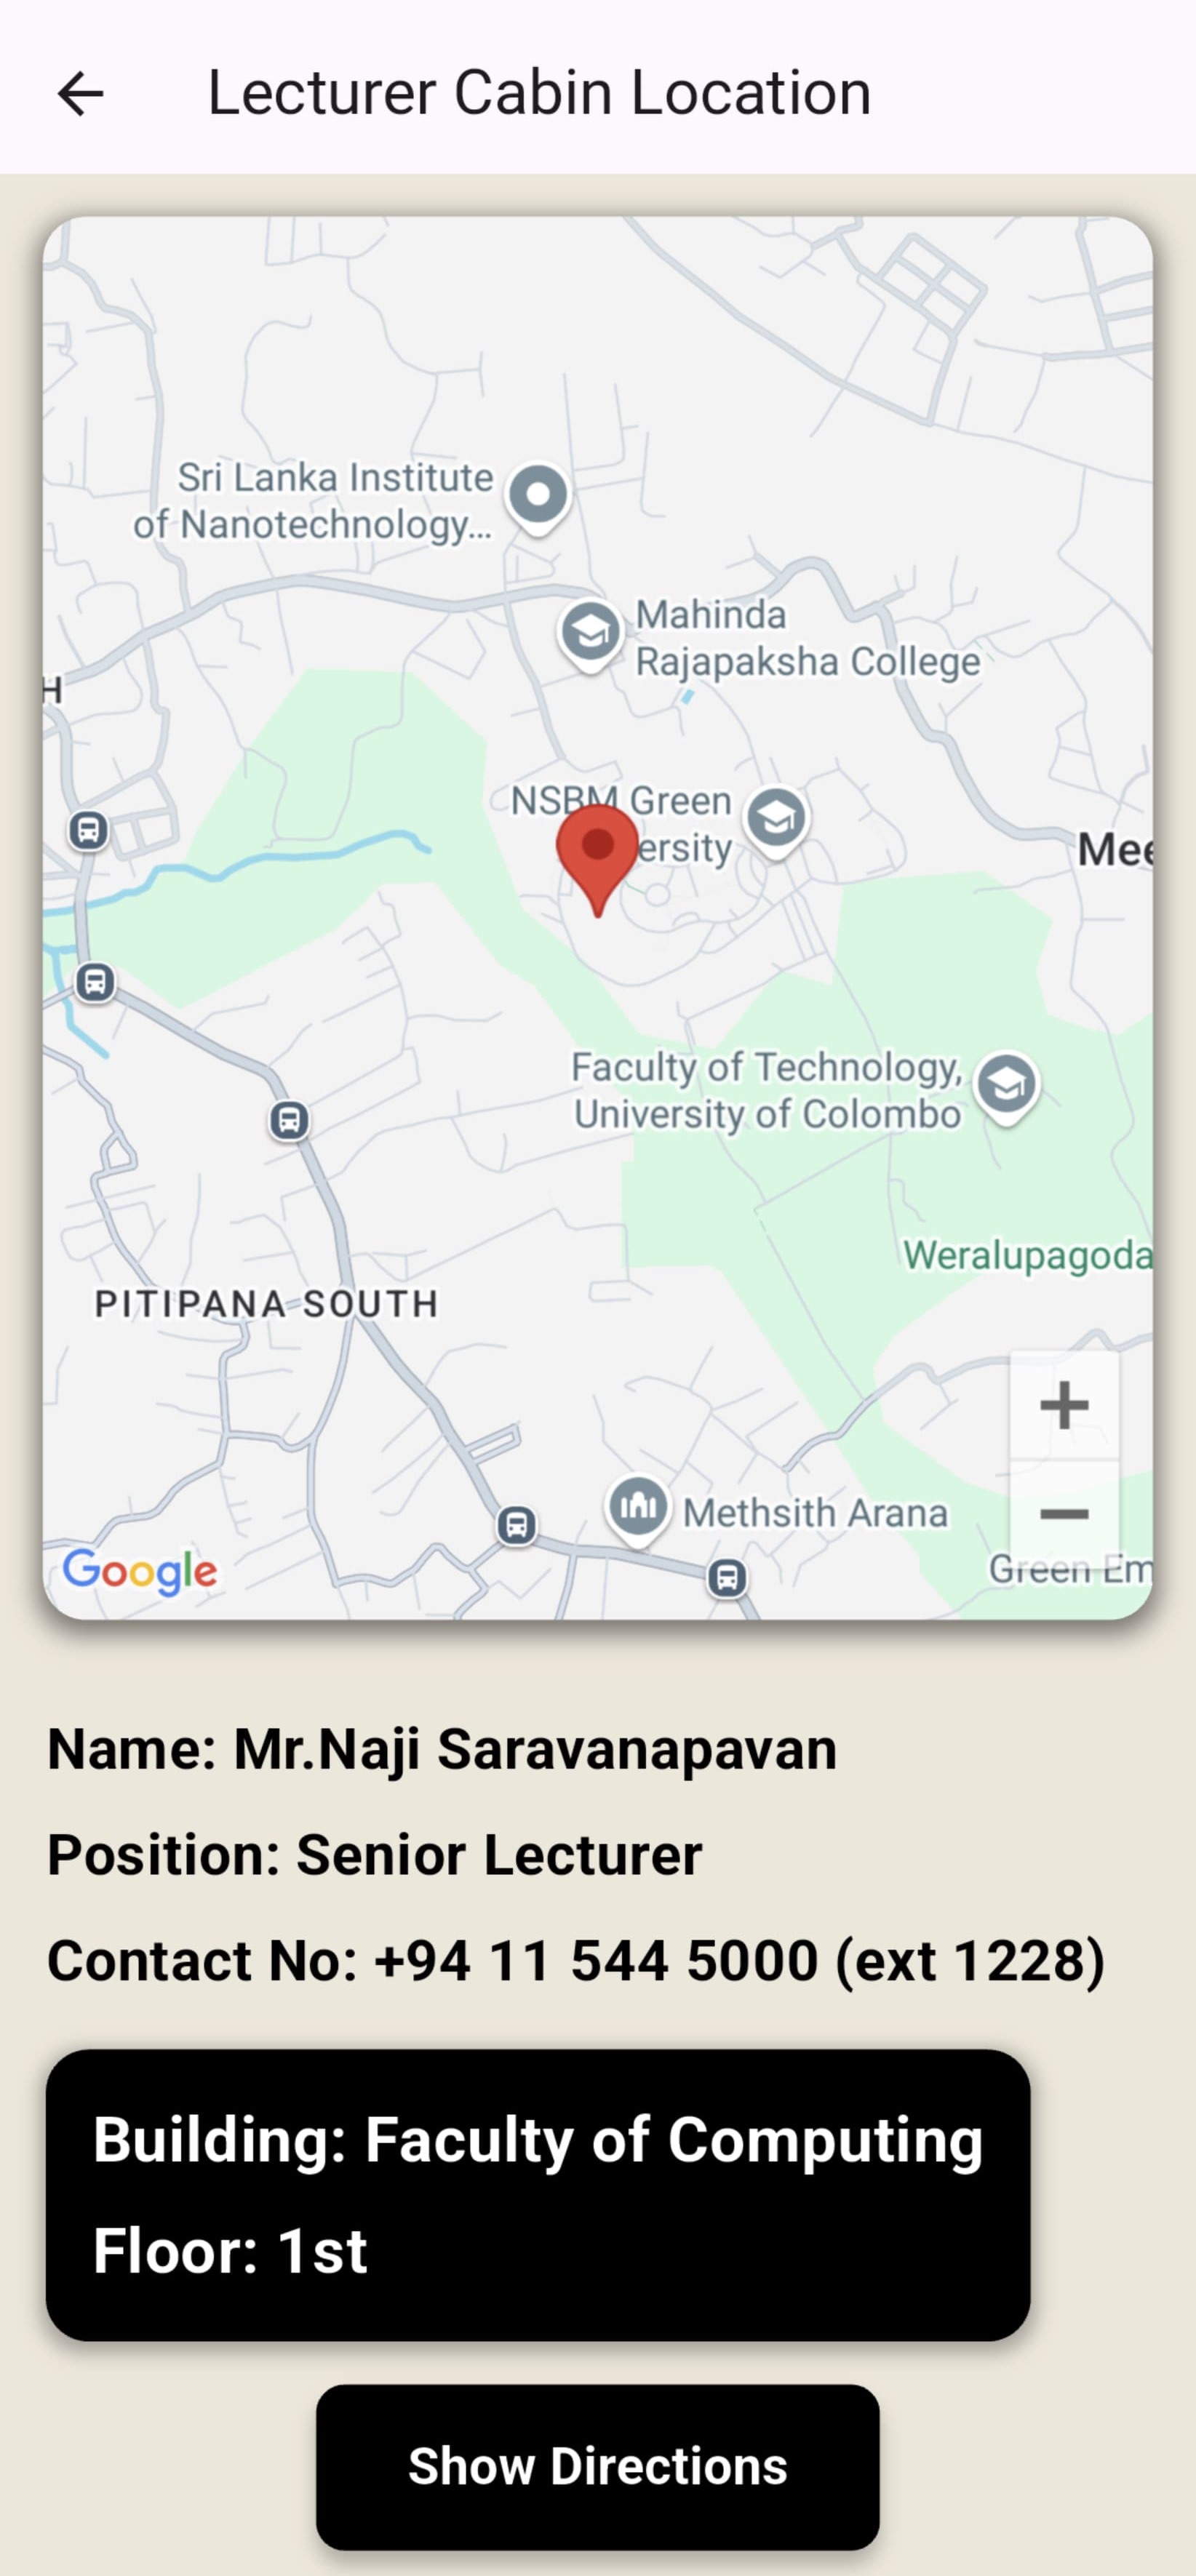 Lecturer Cabin Location
Sri Lanka Institute
of Nanotechnology...
Mahinda
Rajapaksha College
H
NSBM Green
ersity
Mee
Faculty of Technology,
University of Colombo
Weralupagoda
PITIPANA SOUTH
+
−
Methsith Arana
Green Em
Google
Name: Mr.Naji Saravanapavan
Position: Senior Lecturer
Contact No: +94 11 544 5000 (ext 1228)
Building: Faculty of Computing
Floor: 1st
Show Directions